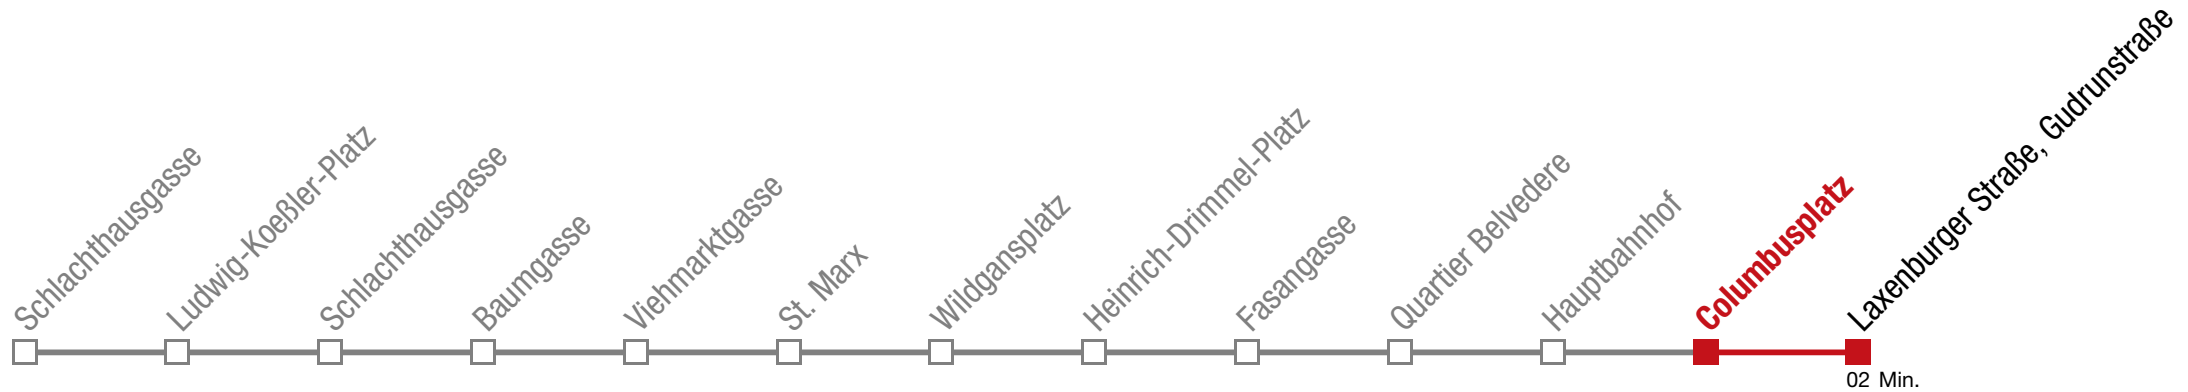 Schlachthausgasse
Ludwig-Koeßler-Platz
Schlachthausgasse
Baumgasse
Viehmarktgasse
St. Marx
Wildgansplatz
Heinrich-Drimmel-Platz
Fasangasse
Quartier Belvedere
Hauptbahnhof
Columbusplatz
Laxenburger Straße, Gudrunstraße
02 Min.